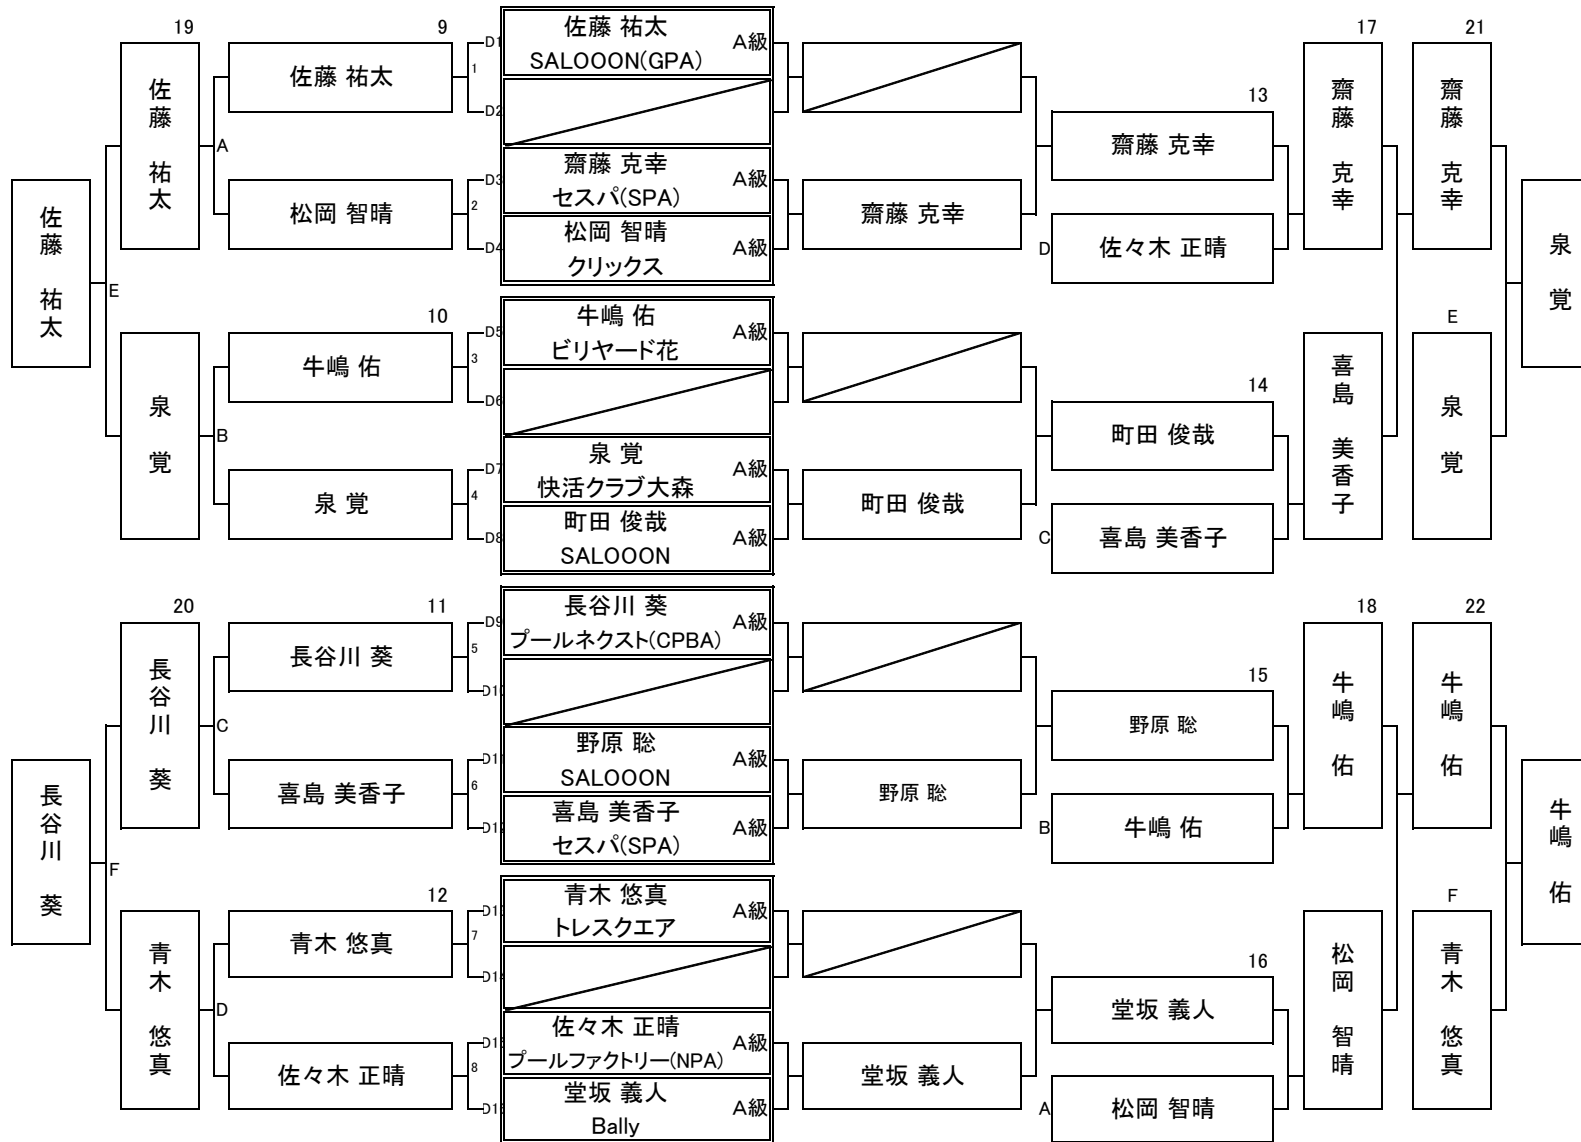 19
9
17
21
佐藤 祐太
佐藤 祐太
D1
1
D2
佐藤 祐太 A級
SALOOON(GPA)
13
齋藤 克幸
齋藤 克幸
齋藤 克幸
A
松岡 智晴
D3
2
D4
齋藤 克幸 A級
セスパ(SPA)
松岡 智晴 A級
クリックス
齋藤 克幸
D
佐々木 正晴
佐藤 祐太
E
泉 覚
10
牛嶋 佑
D5
3
D6
牛嶋 佑 A級
ビリヤード花
14
町田 俊哉
E
泉 覚
B
泉 覚
D7
4
D8
泉 覚 A級
快活クラブ大森
町田 俊哉 A級
SALOOON
町田 俊哉
C
喜島 美香子
喜島 美香子
泉 覚
20
11
18
22
長谷川 葵
長谷川 葵
D9
5
D10
長谷川 葵 A級
プールネクスト(CPBA)
15
野原 聡
牛嶋 佑
牛嶋 佑
C
喜島 美香子
D11
6
D12
野原 聡 A級
SALOOON
喜島 美香子 A級
セスパ(SPA)
野原 聡
B
牛嶋 佑
長谷川 葵
F
牛嶋 佑
12
青木 悠真
D13
7
D14
青木 悠真 A級
トレスクエア
16
堂坂 義人
F
青木 悠真
D
佐々木 正晴
D15
8
D16
佐々木 正晴 A級
プールファクトリー(NPA)
堂坂 義人 A級
Bally
堂坂 義人
A
松岡 智晴
松岡 智晴
青木 悠真